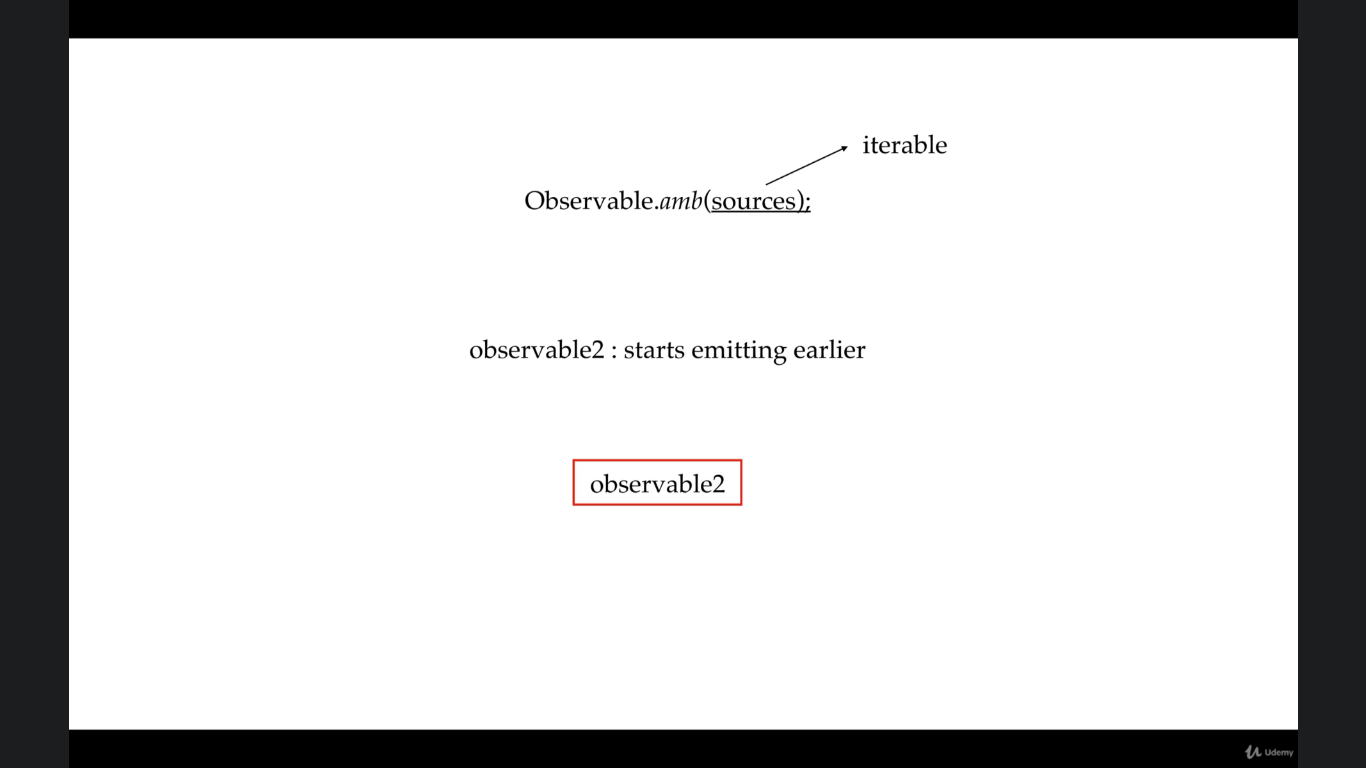 iterable
Observable.amb(sources);
observable2 : starts emitting earlier
observable2
Udemy